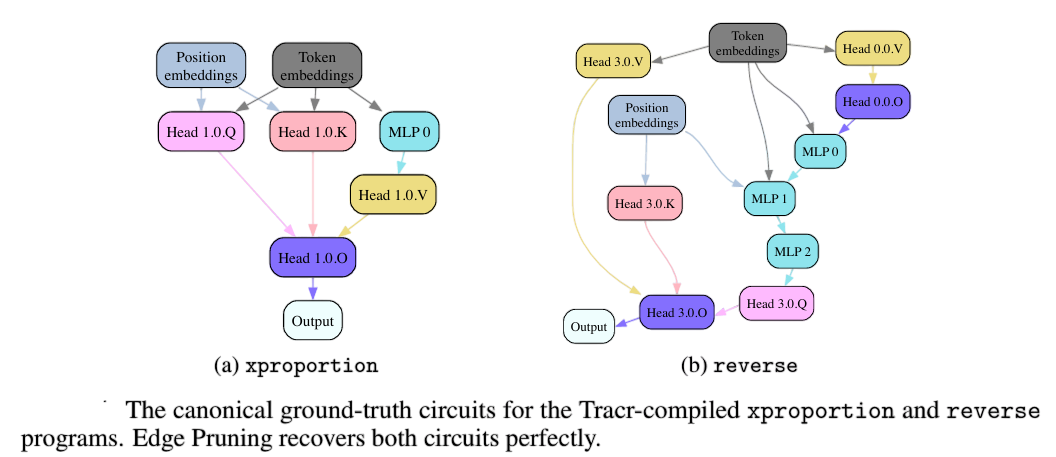 Position
embeddings
Token
embeddings
Head 1.0.Q
Head 1.0.K
MLP 0
Head 1.0.V
Head 1.0.O
Output
(a) xproportion
Token
embeddings
Head 3.0.V
Head 0.0.V
Head 0.0.O
Position
embeddings
MLP 0
MLP 1
Head 3.0.K
MLP 2
Head 3.0.Q
Head 3.0.O
Output
(b) reverse
The canonical ground-truth circuits for the Tracr-compiled xproportion and reverse
programs. Edge Pruning recovers both circuits perfectly.